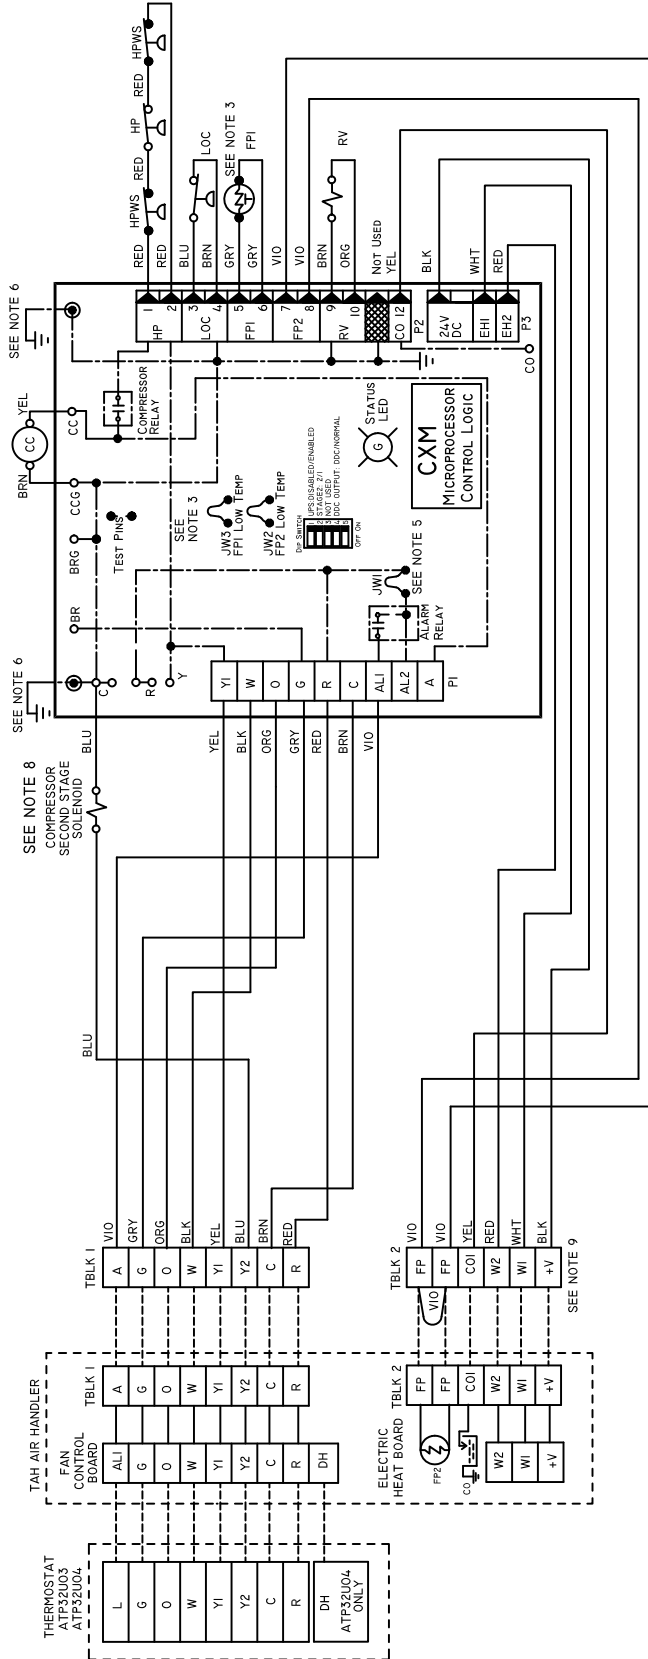 HPWS
RED
HP
RED
HPWS
LOC
SEE NOTE 3
FP1
RV
RED
RED
BLU
BRN
GRY
GRY
VIO
VIO
BRN
ORG
NOT USED
YEL
BLK
WHT
RED
SEE NOTE 6
1
2
3
4
5
6
7
8
9
10
HP
LOC
FP1
FP2
RV
CO 12
P2
24V
DC
EH1
EH2
P3
CO
YEL
CC
BRN
CC
CCG
COMPRESSOR
RELAY
BRG
TEST PINS
BR
SEE
NOTE 3
JW3
FP1 LOW TEMP
JW2
FP2 LOW TEMP
DIP SWITCH
1 UPS DISABLED/ENABLED
2 STAGE2: 2/1
3 NOT USED
4 DDC OUTPUT: DDC/NORMAL
5
OFF ON
STATUS
LED
G
CXM
MICROPROCESSOR
CONTROL LOGIC
JW1
SEE NOTE 5
ALARM
RELAY
SEE NOTE 6
C
R
Y
Y1
W
O
G
R
C
AL1
AL2
A
P1
YEL
BLK
ORG
GRY
RED
BRN
VIO
BLU
SEE NOTE 8
COMPRESSOR
SECOND STAGE
SOLENOID
BLU
VIO
GRY
ORG
BLK
YEL
BLU
BRN
RED
TBLK 1
A
G
O
W
Y1
Y2
C
R
VIO
VIO
YEL
RED
WHT
BLK
TBLK 2
FP
FP
CO1
W2
W1
+V
SEE NOTE 9
VIO
TAH AIR HANDLER
TBLK 1
A
G
O
W
Y1
Y2
C
R
FAN
CONTROL
BOARD
AL1
G
O
W
Y1
Y2
C
R
DH
TBLK 2
FP
FP
CO1
W2
W1
+V
ELECTRIC
HEAT BOARD
FP2
CO
W2
W1
+V
THERMOSTAT
ATP32U03
ATP32U04
L
G
O
W
Y1
Y2
C
R
DH
ATP32U04
ONLY